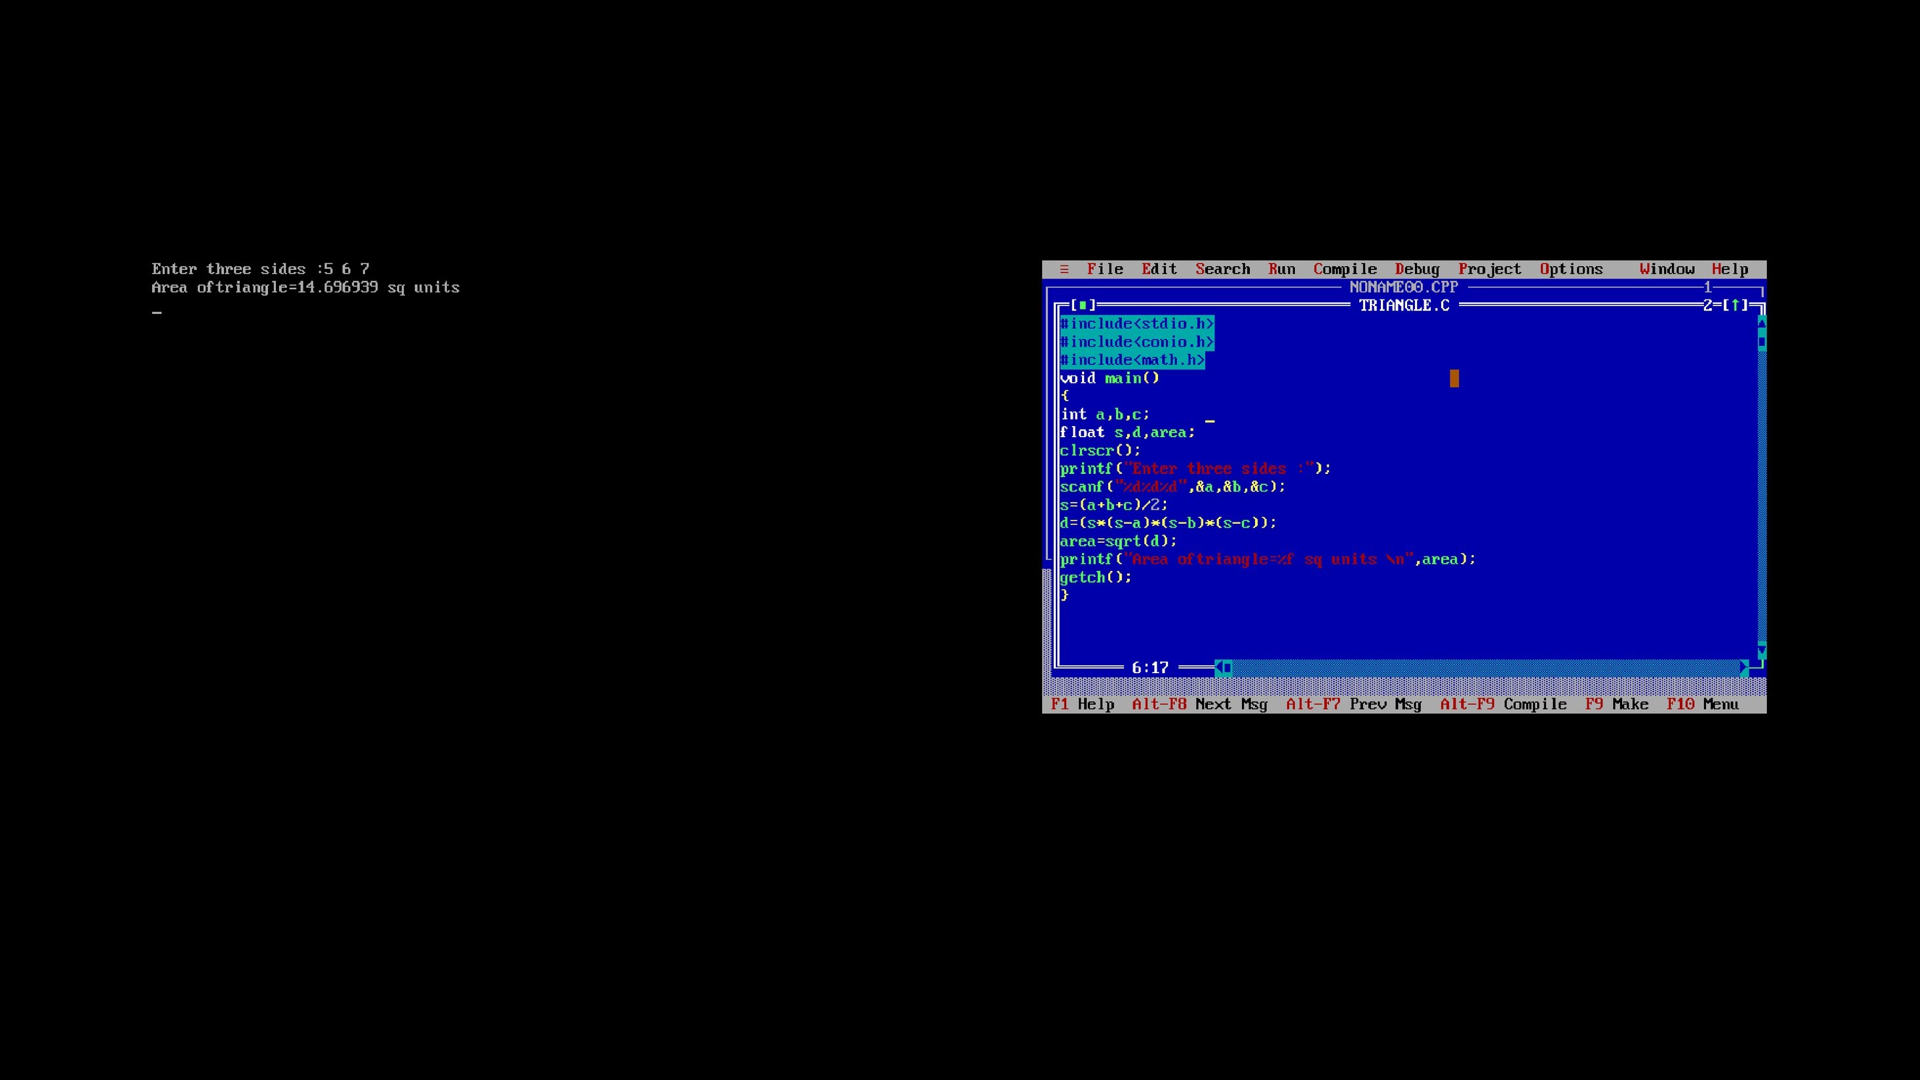 Enter three sides :5 6 7
Area oftriangle=14.696939 sq units
≡ File Edit Search Run Compile Debug Project Options Window Help
NONAME00.CPP 1
[■] TRIANGLE.C 2=[↑]
#include<stdio.h>
#include<conio.h>
#include<math.h>
void main()
{
int a,b,c;
float s,d,area;
clrscr();
printf("Enter three sides :");
scanf("%d%d%d",&a,&b,&c);
s=(a+b+c)/2;
d=(s*(s-a)*(s-b)*(s-c));
area=sqrt(d);
printf("Area oftriangle=%f sq units \n",area);
getch();
}
6:17
F1 Help Alt-F8 Next Msg Alt-F7 Prev Msg Alt-F9 Compile F9 Make F10 Menu